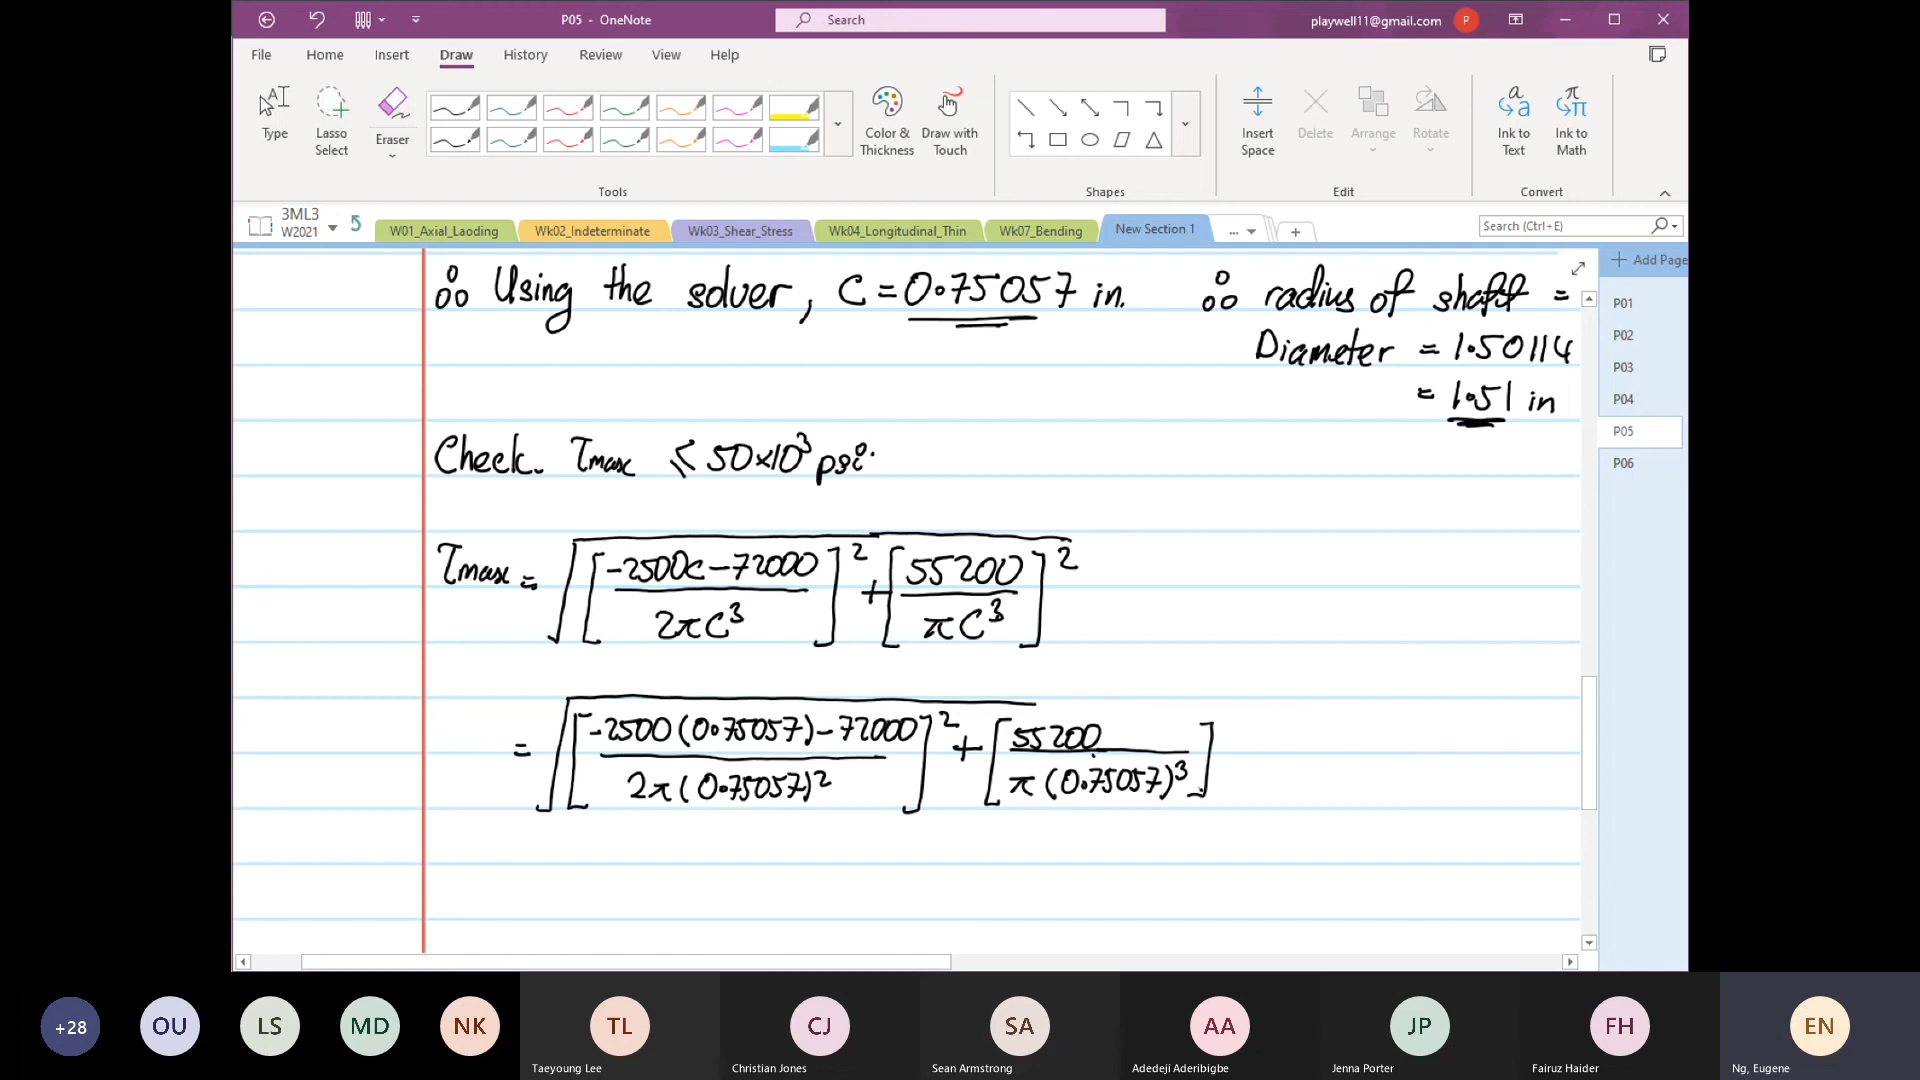 P05 - OneNote
Search
playwell11@gmail.com
P
File Home Insert Draw History Review View Help
Type
Lasso Select
Eraser
Color & Thickness
Draw with Touch
Insert Space
Delete
Arrange
Rotate
Ink to Text
Ink to Math
Tools
Shapes
Edit
Convert
3ML3
W2021
W01_Axial_Laoding
Wk02_Indeterminate
Wk03_Shear_Stress
Wk04_Longitudinal_Thin
Wk07_Bending
New Section 1
...
Search (Ctrl+E)
Add Page
P01
P02
P03
P04
P05
P06
∴ Using the solver, C = 0.75057 in. ∴ radius of shaft =
Diameter = 1.50114
= 1.51 in
Check. τmax ≤ 50×10³ psi.
τmax = √[[-2500c-72000 / 2πC³]² + [55200 / πC³]²
= √[[-2500(0.75057)-72000 / 2π(0.75057)²]² + [55200 / π(0.75057)³]
+28
OU
LS
MD
NK
TL
Taeyoung Lee
CJ
Christian Jones
SA
Sean Armstrong
AA
Adedeji Aderibigbe
JP
Jenna Porter
FH
Fairuz Haider
EN
Ng, Eugene